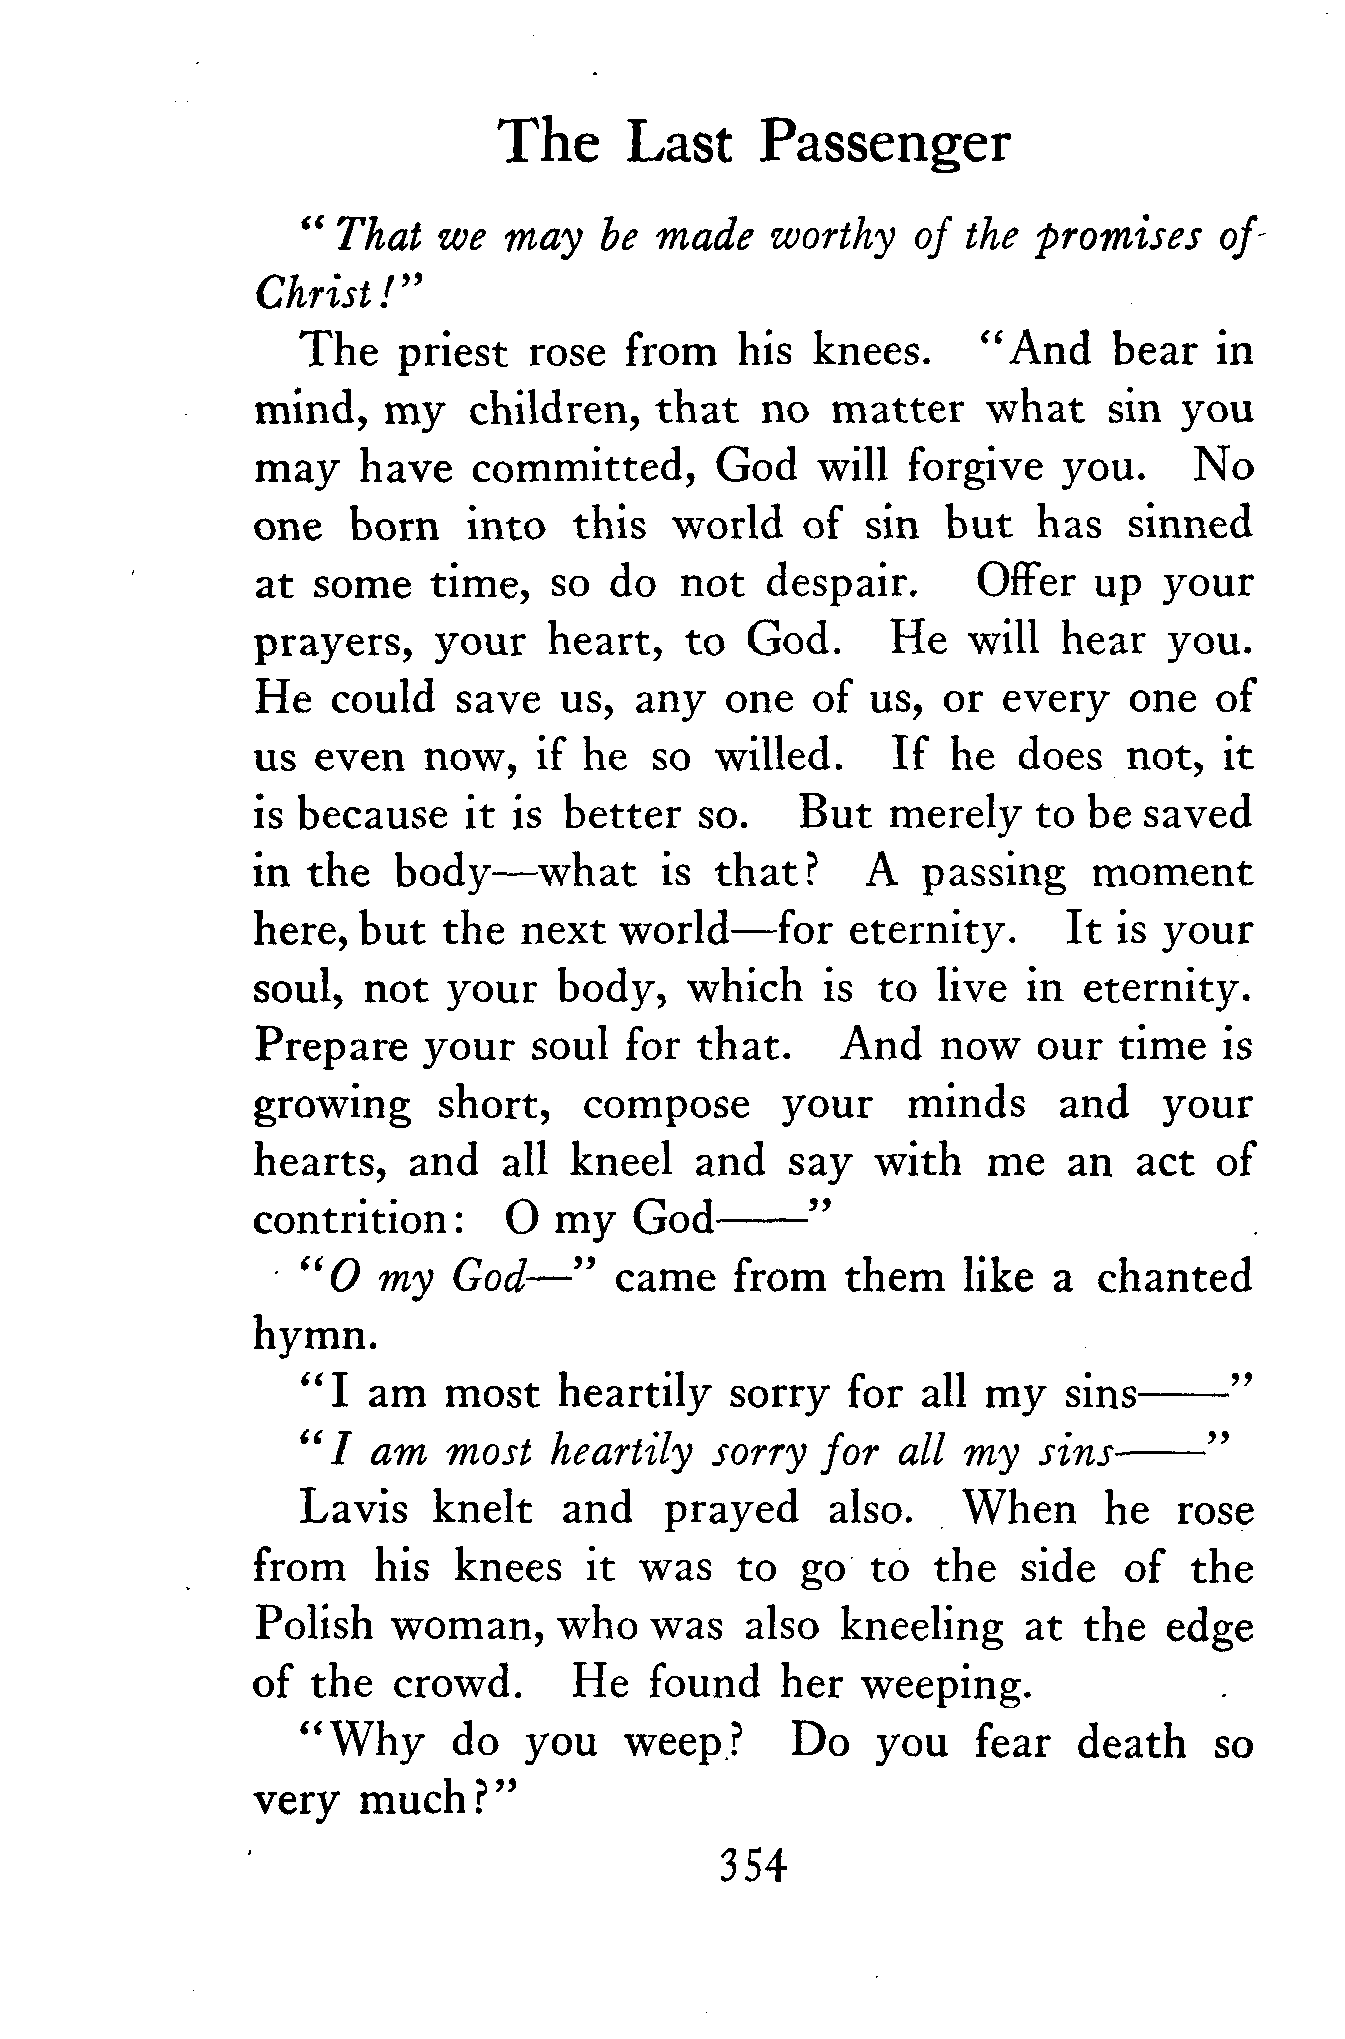 The Last Passenger
"That we may be made worthy of the promises of
Christ!"
The priest rose from his knees. "And bear in
mind, my children, that no matter what sin you
may have committed, God will forgive you. No
one born into this world of sin but has sinned
at some time, so do not despair. Offer up your
prayers, your heart, to God. He will hear you.
He could save us, any one of us, or every one of
us even now, if he so willed. If he does not, it
is because it is better so. But merely to be saved
in the body—what is that? A passing moment
here, but the next world—for eternity. It is your
soul, not your body, which is to live in eternity.
Prepare your soul for that. And now our time is
growing short, compose your minds and your
hearts, and all kneel and say with me an act of
contrition: O my God——"
"O my God—" came from them like a chanted
hymn.
"I am most heartily sorry for all my sins——"
"I am most heartily sorry for all my sins——"
Lavis knelt and prayed also. When he rose
from his knees it was to go to the side of the
Polish woman, who was also kneeling at the edge
of the crowd. He found her weeping.
"Why do you weep? Do you fear death so
very much?"
354